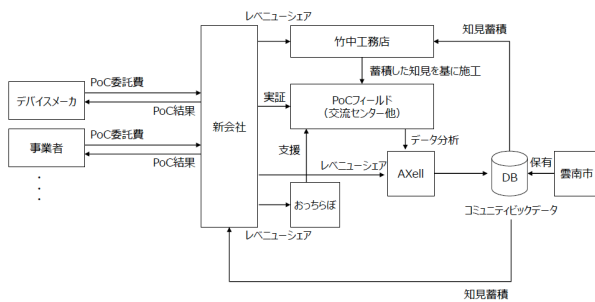 レベニューシェア
竹中工務店
知見蓄積
蓄積した知見を基に施工
デバイスメーカ
PoC委託費
PoC結果
新会社
実証
PoCフィールド
(交流センター他)
事業者
PoC委託費
PoC結果
支援
データ分析
レベニューシェア
AXell
DB
保有
雲南市
おっちらぼ
コミュニティビックデータ
レベニューシェア
知見蓄積